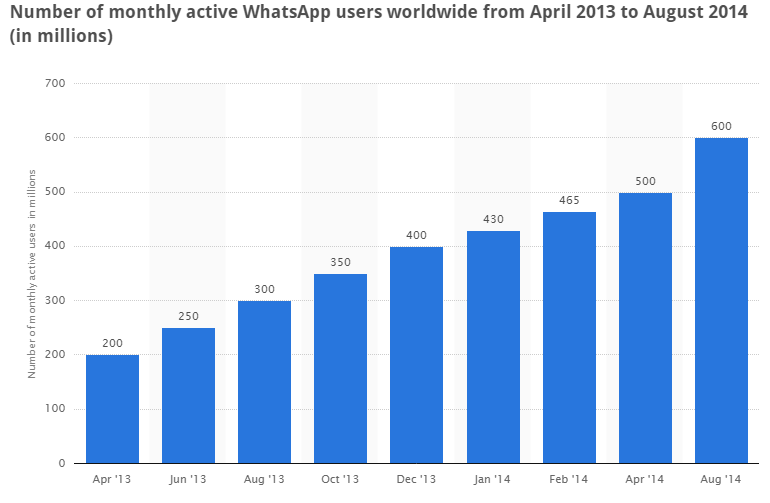 Number of monthly active WhatsApp users worldwide from April 2013 to August 2014
(in millions)
Number of monthly active users in millions
700
600
500
400
300
200
100
0
200
250
300
350
400
430
465
500
600
Apr '13
Jun '13
Aug '13
Oct '13
Dec '13
Jan '14
Feb '14
Apr '14
Aug '14